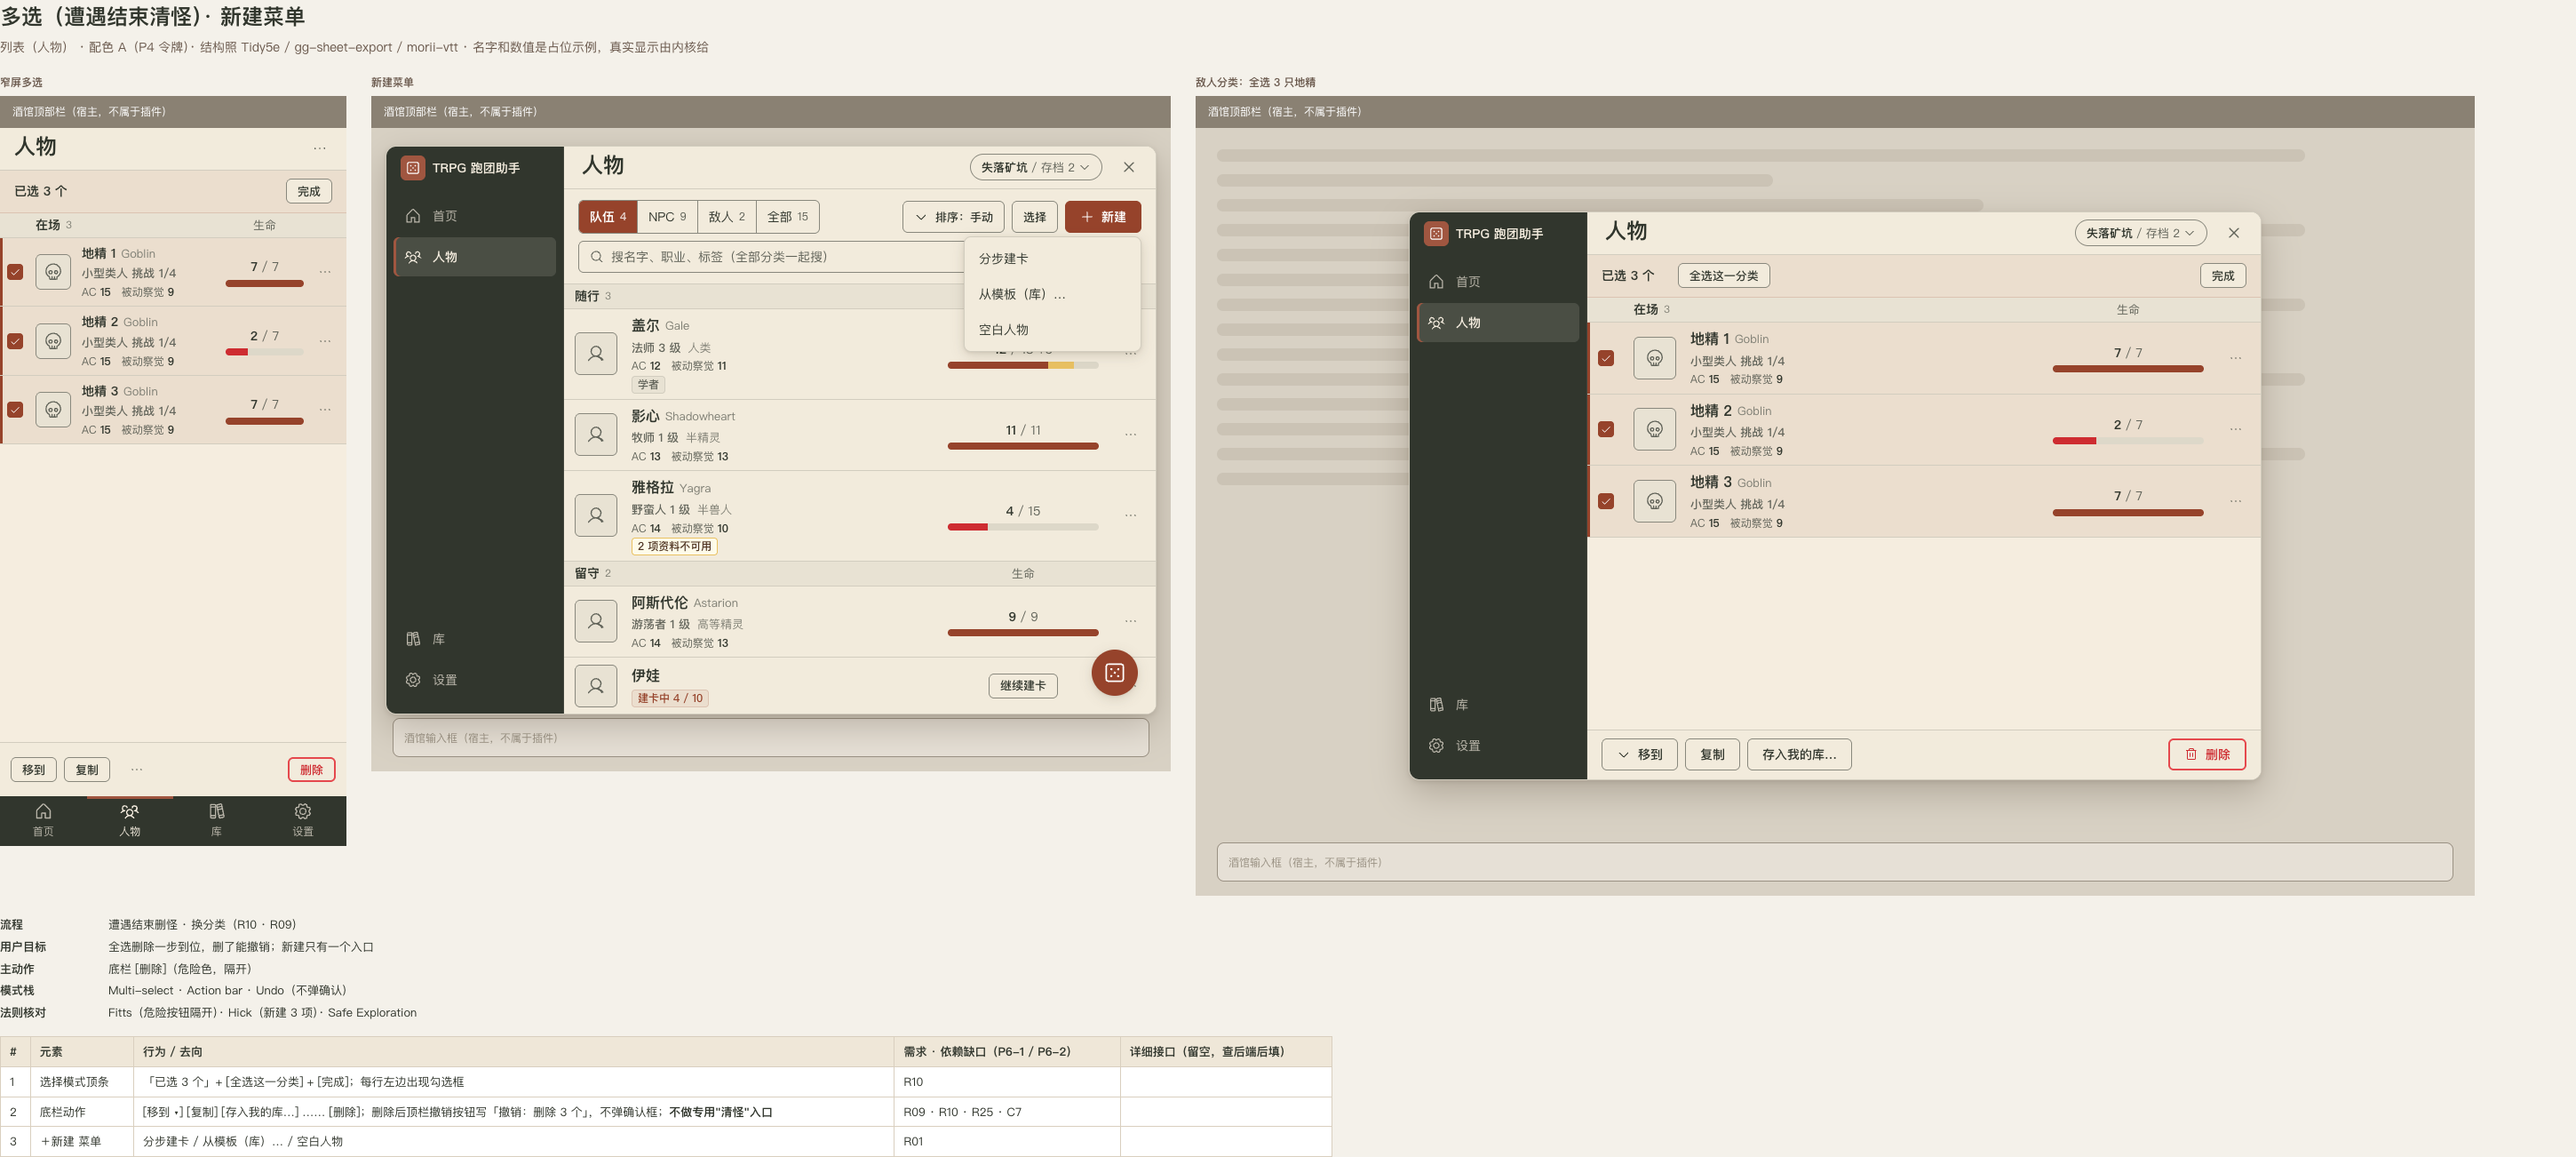 多选（遭遇结束清怪）· 新建菜单
列表（人物） · 配色 A（P4 令牌）· 结构照 Tidy5e / gg-sheet-export / morii-vtt · 名字和数值是占位示例，真实显示由内核给
窄屏多选
酒馆顶部栏（宿主，不属于插件）
人物
...
已选 3 个
完成
在场 3
生命
地精 1 Goblin
小型类人 挑战 1/4
AC 15 被动察觉 9
7 / 7
...
地精 2 Goblin
小型类人 挑战 1/4
AC 15 被动察觉 9
2 / 7
...
地精 3 Goblin
小型类人 挑战 1/4
AC 15 被动察觉 9
7 / 7
...
移到
复制
...
删除
首页
人物
库
设置
新建菜单
酒馆顶部栏（宿主，不属于插件）
TRPG 跑团助手
首页
人物
库
设置
人物
失落矿坑 / 存档 2
队伍 4
NPC 9
敌人 2
全部 15
排序：手动
选择
新建
搜名字、职业、标签（全部分类一起搜）
分步建卡
从模板（库）...
空白人物
随行 3
盖尔 Gale
法师 3 级 人类
AC 12 被动察觉 11
学者
...
影心 Shadowheart
牧师 1 级 半精灵
AC 13 被动察觉 13
11 / 11
...
雅格拉 Yagra
野蛮人 1 级 半兽人
AC 14 被动察觉 10
2 项资料不可用
4 / 15
...
留守 2
生命
阿斯代伦 Astarion
游荡者 1 级 高等精灵
AC 14 被动察觉 13
9 / 9
...
伊娃
建卡中 4 / 10
继续建卡
酒馆输入框（宿主，不属于插件）
敌人分类：全选 3 只地精
酒馆顶部栏（宿主，不属于插件）
TRPG 跑团助手
首页
人物
库
设置
人物
失落矿坑 / 存档 2
已选 3 个
全选这一分类
完成
在场 3
生命
地精 1 Goblin
小型类人 挑战 1/4
AC 15 被动察觉 9
7 / 7
...
地精 2 Goblin
小型类人 挑战 1/4
AC 15 被动察觉 9
2 / 7
...
地精 3 Goblin
小型类人 挑战 1/4
AC 15 被动察觉 9
7 / 7
...
移到
复制
存入我的库...
删除
酒馆输入框（宿主，不属于插件）
流程 遭遇结束删怪 · 换分类（R10 · R09）
用户目标 全选删除一步到位，删了能撤销；新建只有一个入口
主动作 底栏 [删除]（危险色，隔开）
模式栈 Multi-select · Action bar · Undo（不弹确认）
法则核对 Fitts（危险按钮隔开）· Hick（新建 3 项）· Safe Exploration
# 元素 行为 / 去向 需求 · 依赖缺口（P6-1 / P6-2） 详细接口（留空，查后端后填）
1 选择模式顶条 「已选 3 个」+ [全选这一分类] + [完成]；每行左边出现勾选框 R10
2 底栏动作 [移到 ▾] [复制] [存入我的库...] …… [删除]；删除后顶栏撤销按钮写「撤销：删除 3 个」，不弹确认框；不做专用"清怪"入口 R09 · R10 · R25 · C7
3 ＋新建 菜单 分步建卡 / 从模板（库）... / 空白人物 R01